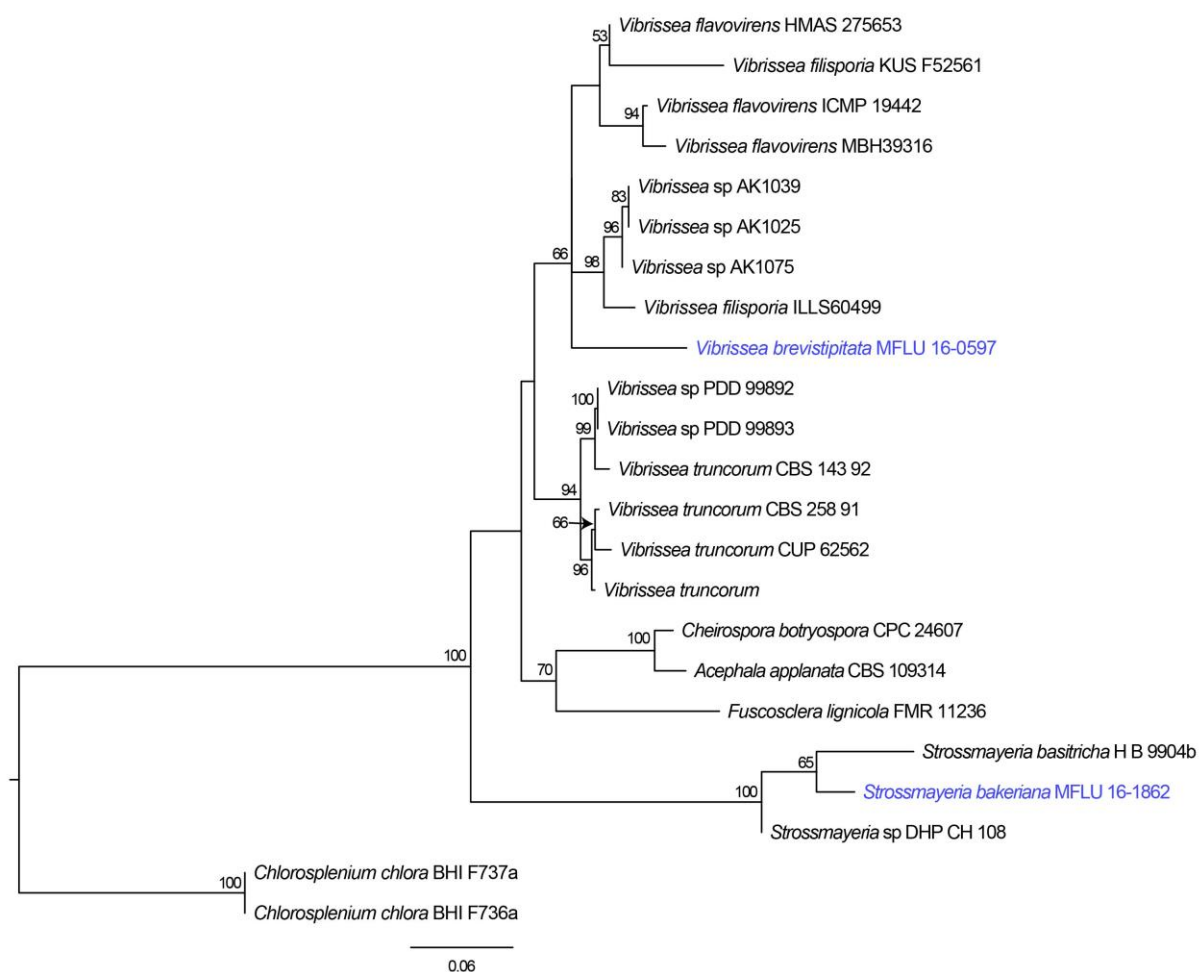 53
Vibrissea flavovirens HMAS 275653
Vibrissea filisporia KUS F52561
94
Vibrissea flavovirens ICMP 19442
Vibrissea flavovirens MBH39316
66
98
96
83
Vibrissea sp AK1039
Vibrissea sp AK1025
Vibrissea sp AK1075
Vibrissea filisporia ILLS60499
Vibrissea brevistipitata MFLU 16-0597
94
99
100
Vibrissea sp PDD 99892
Vibrissea sp PDD 99893
Vibrissea truncorum CBS 143 92
66
96
Vibrissea truncorum CBS 258 91
Vibrissea truncorum CUP 62562
Vibrissea truncorum
100
70
100
Cheirospora botryospora CPC 24607
Acephala applanata CBS 109314
Fuscosclera lignicola FMR 11236
100
65
Strossmayeria basitricha H B 9904b
Strossmayeria bakeriana MFLU 16-1862
Strossmayeria sp DHP CH 108
100
Chlorosplenium chlora BHI F737a
Chlorosplenium chlora BHI F736a
0.06